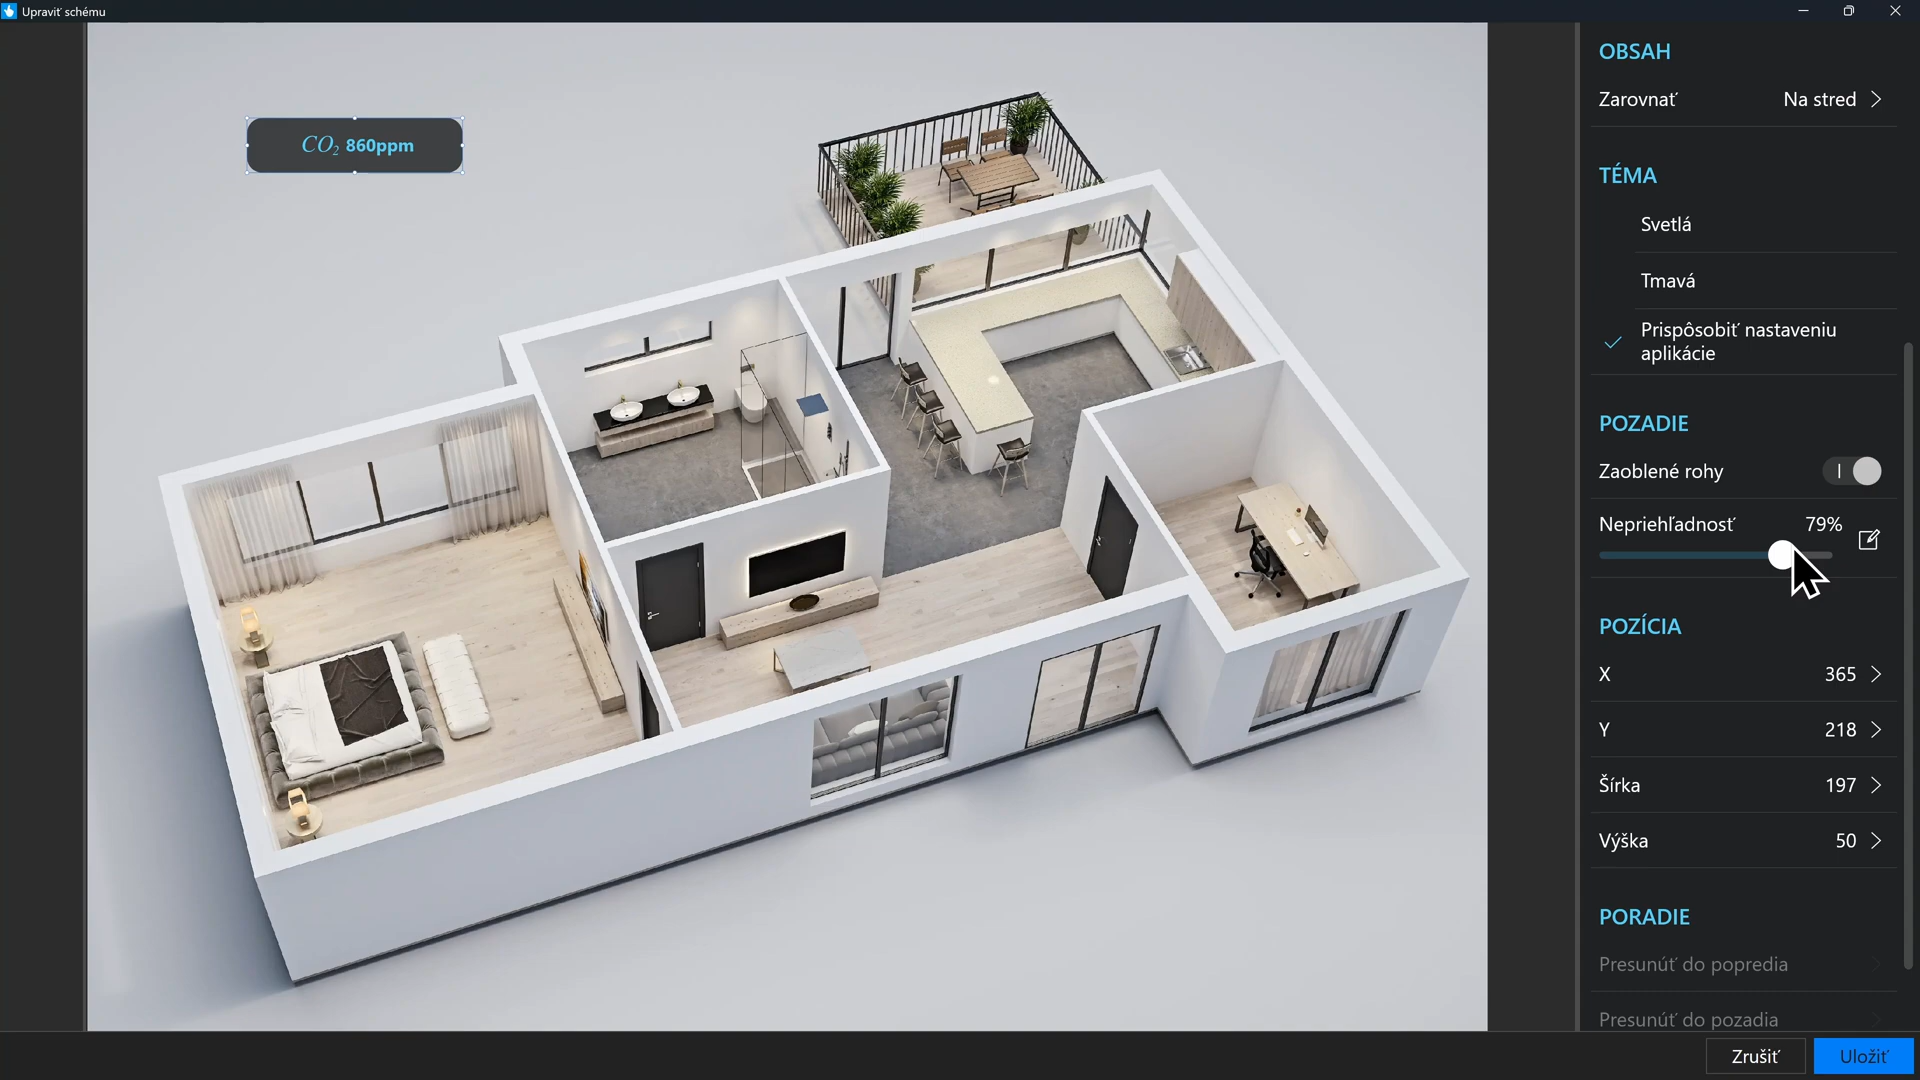 Upraviť schému
CO₂ 860ppm
OBSAH
Zarovnať Na stred
TÉMA
Svetlá
Tmavá
Prispôsobiť nastaveniu
aplikácie
POZADIE
Zaoblené rohy
Nepriehľadnosť 79%
POZÍCIA
X 365
Y 218
Šírka 197
Výška 50
PORADIE
Presunúť do popredia
Presunúť do pozadia
Zrušiť Uložiť